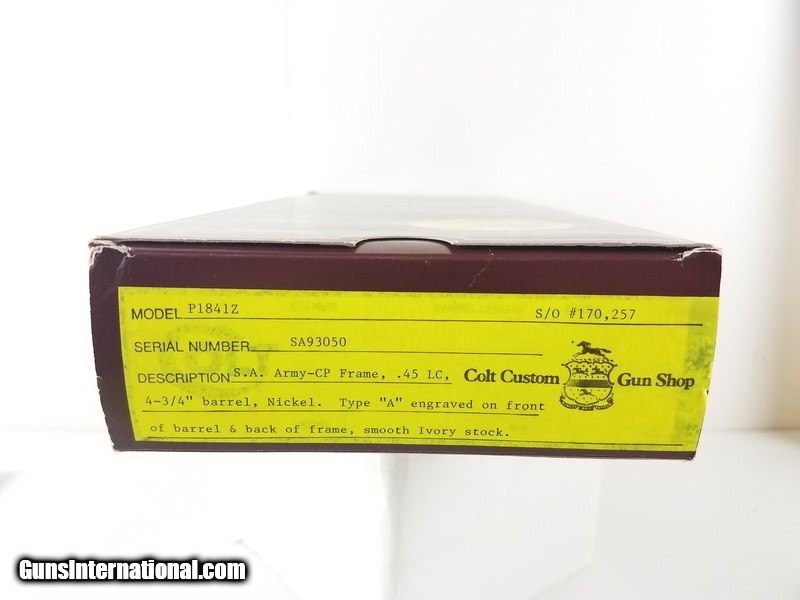 MODEL P1841Z S/O #170,257
SERIAL NUMBER SA93050
DESCRIPTION S.A. Army-CP Frame, .45 LC, Colt Custom Gun Shop
4-3/4" barrel, Nickel. Type "A" engraved on front
of barrel & back of frame, smooth Ivory stock.
GunsInternational.com